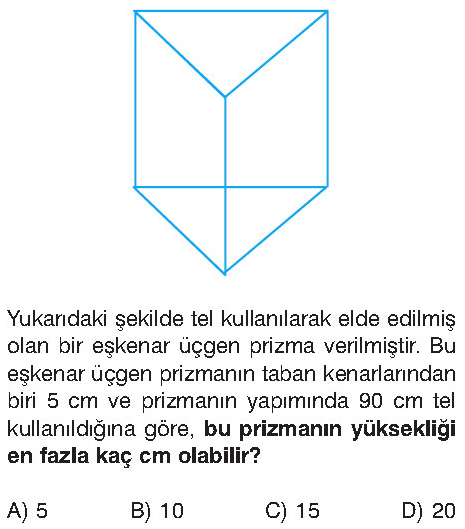 Yukarıdaki şekilde tel kullanılarak elde edilmiş
olan bir eşkenar üçgen prizma verilmiştir. Bu
eşkenar üçgen prizmanın taban kenarlarından
biri 5 cm ve prizmanın yapımında 90 cm tel
kullanıldığına göre, bu prizmanın yüksekliği
en fazla kaç cm olabilir?
A) 5 B) 10 C) 15 D) 20